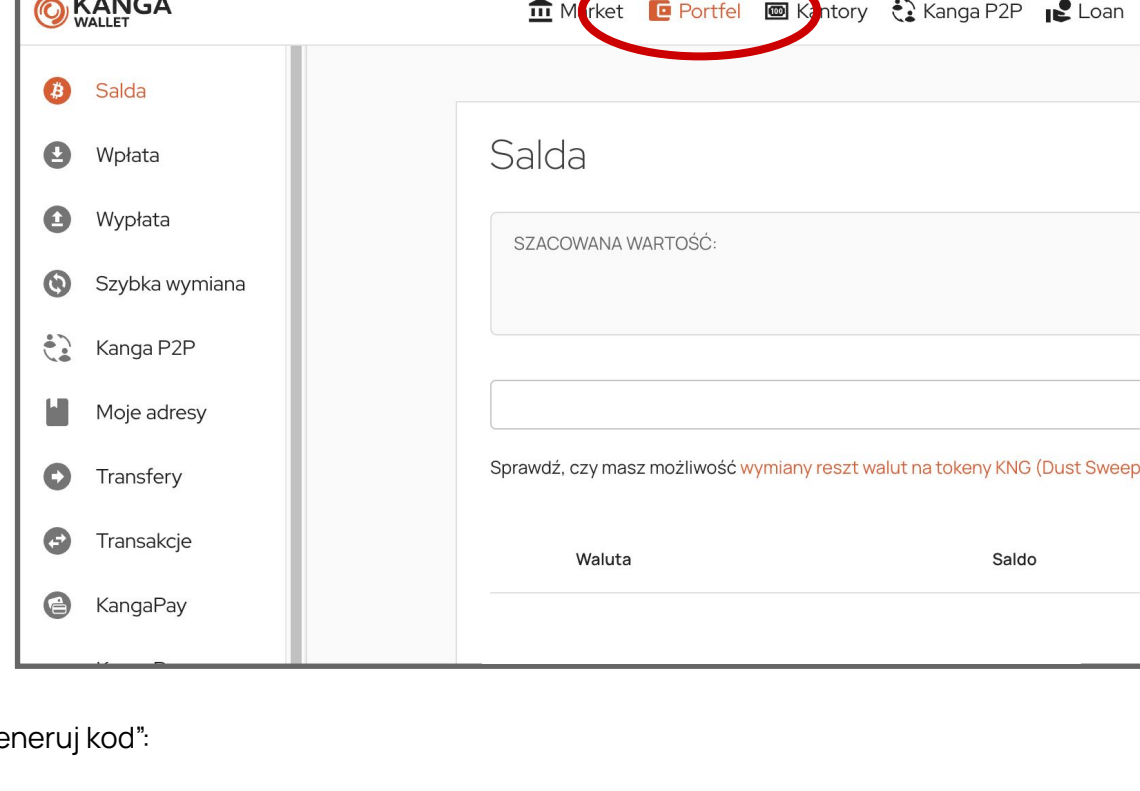 KANGA
WALLET
Market Portfel Kantory Kanga P2P Loan
Salda
Wpłata
Wypłata
Szybka wymiana
Kanga P2P
Moje adresy
Transfery
Transakcje
KangaPay
Salda
SZACOWANA WARTOŚĆ:
Sprawdź, czy masz możliwość wymiany reszt walut na tokeny KNG (Dust Sweep
Waluta Saldo
eneruj kod”: